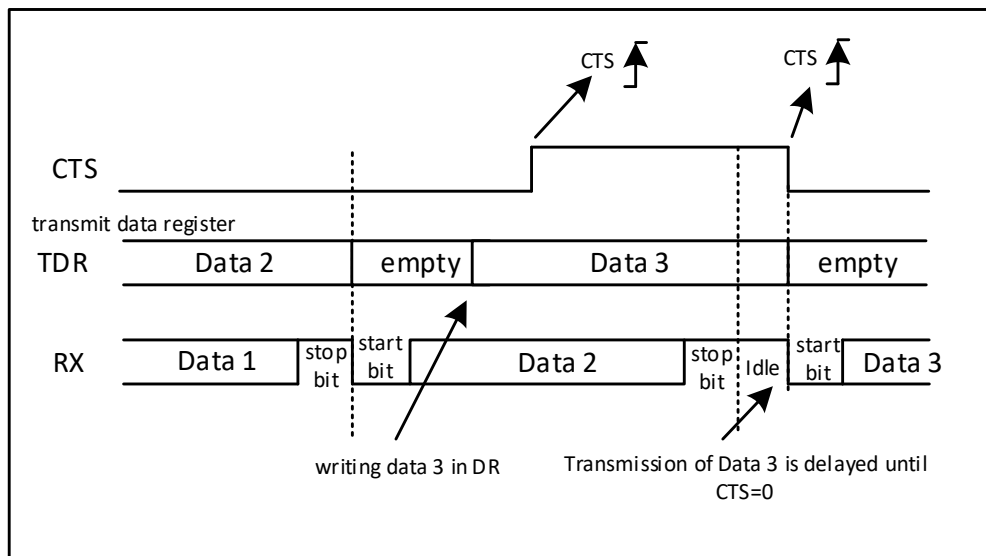 CTS
CTS
CTS
transmit data register
TDR
Data 2
empty
Data 3
empty
RX
Data 1
stop
bit
start
bit
Data 2
stop
bit
Idle
start
bit
Data 3
writing data 3 in DR
Transmission of Data 3 is delayed until
CTS=0